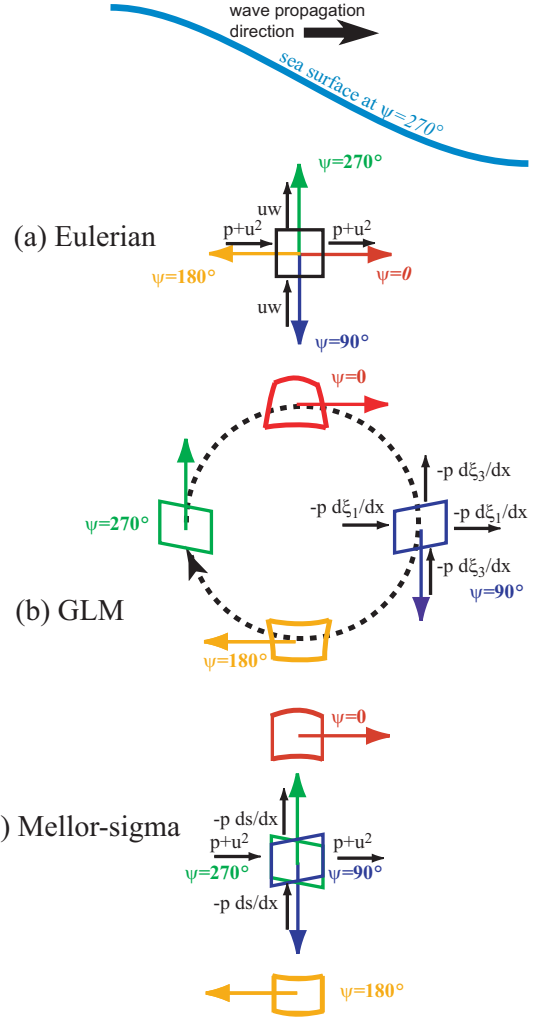 wave propagation
direction
sea surface at ψ=270°
ψ=270°
uw
(a) Eulerian
p+u²
p+u²
ψ=180°
ψ=0
uw
ψ=90°
ψ=0
-p dξ₃/dx
-p dξ₁/dx
-p dξ₁/dx
ψ=270°
-p dξ₃/dx
ψ=90°
(b) GLM
ψ=180°
ψ=0
-p ds/dx
) Mellor-sigma
p+u²
p+u²
ψ=270°
ψ=90°
-p ds/dx
ψ=180°